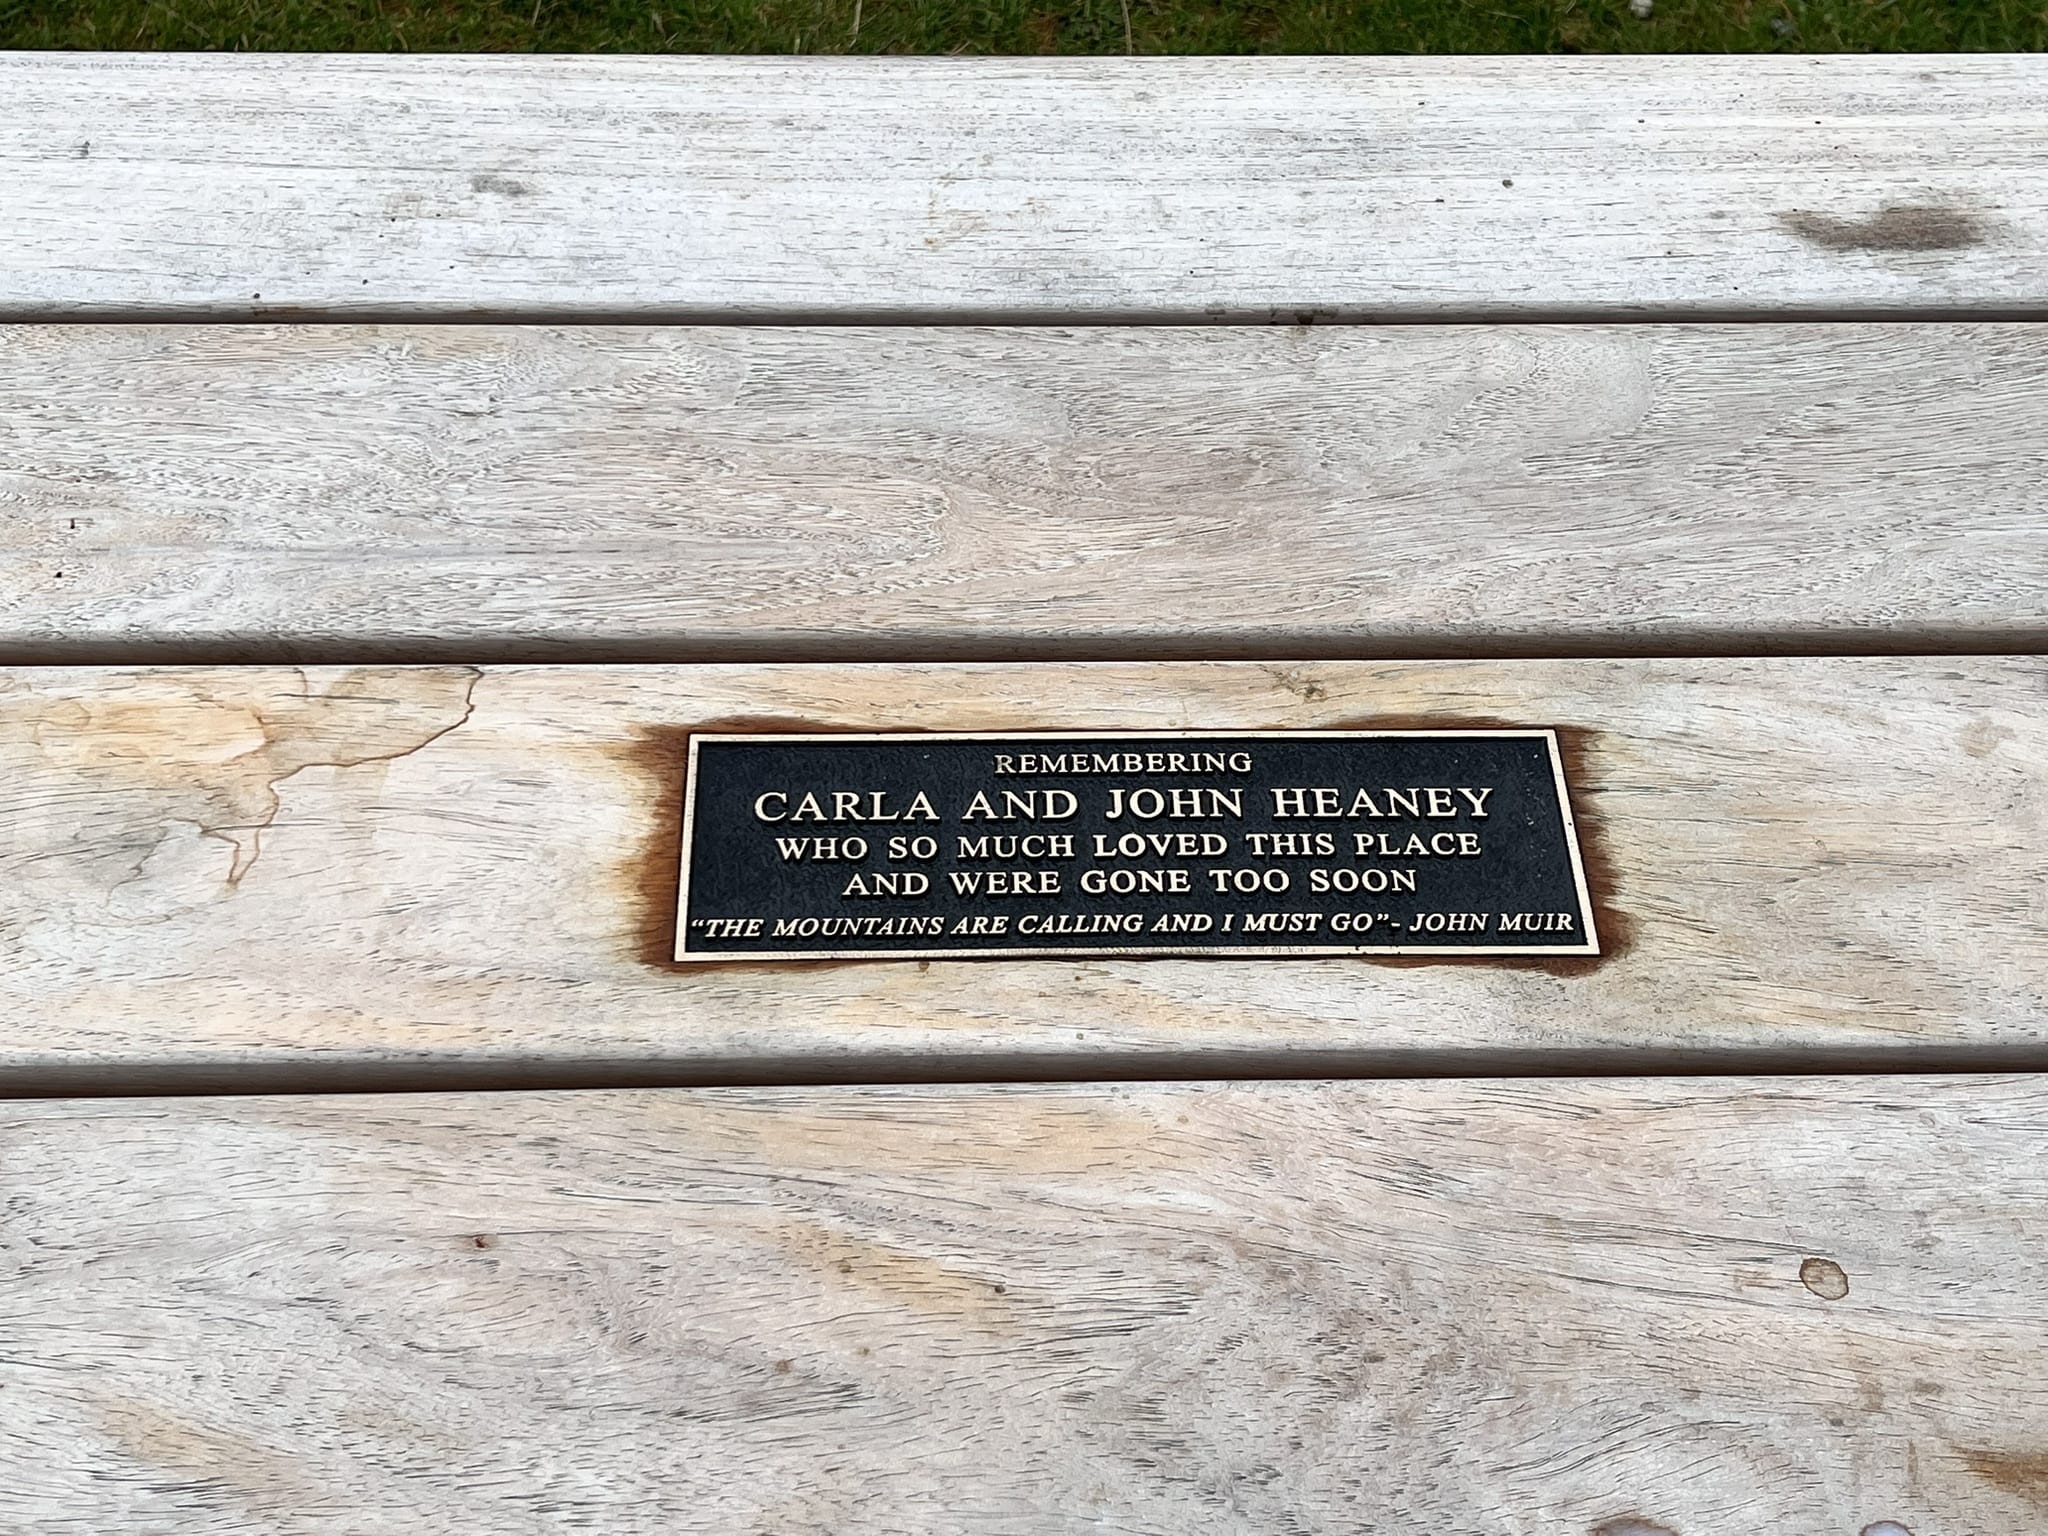 REMEMBERING
CARLA AND JOHN HEANEY
WHO SO MUCH LOVED THIS PLACE
AND WERE GONE TOO SOON
“THE MOUNTAINS ARE CALLING AND I MUST GO”- JOHN MUIR